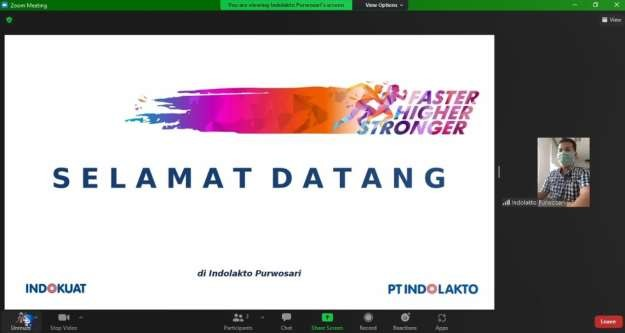 Zoom Meeting
You are viewing Indolakto Purwosari's screen
View Options
View
FASTER
HIGHER
STRONGER
SELAMAT DATANG
Indolakto Purwosari
di Indolakto Purwosari
INDOKUAT
PT INDOLAKTO
Unmute
Stop Video
Participants
2
Chat
Share Screen
Record
Reactions
Apps
Leave